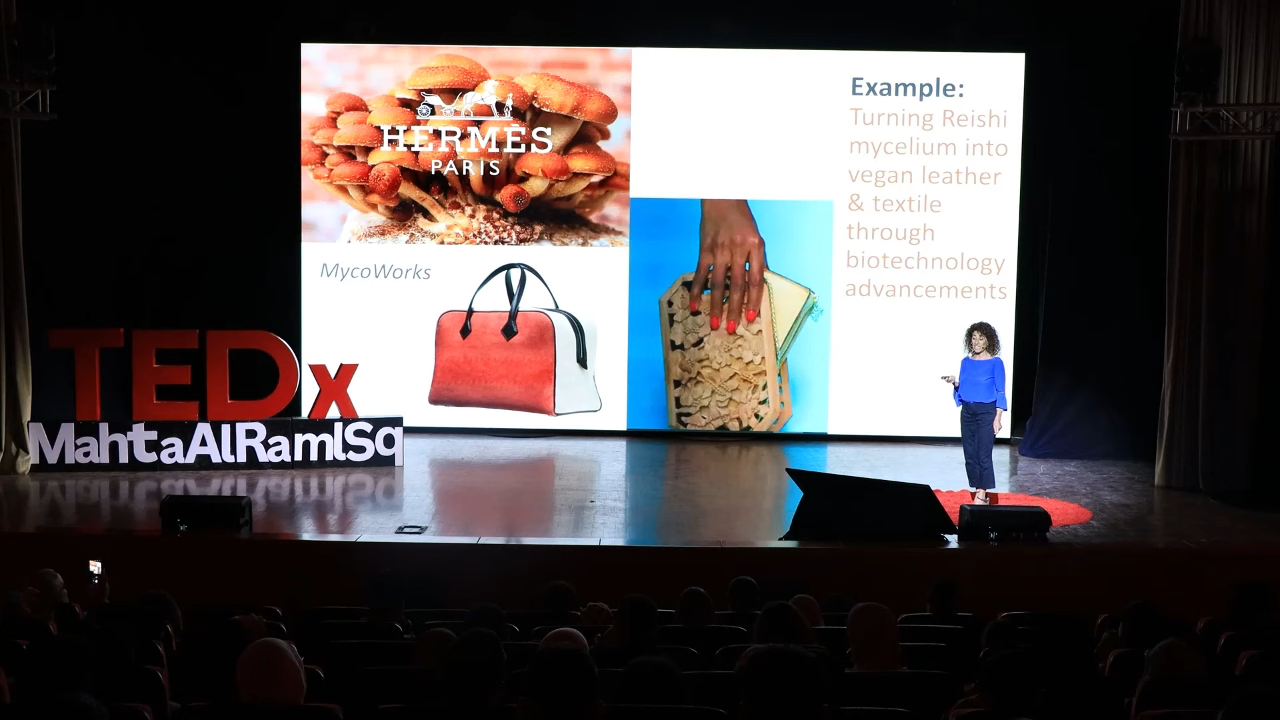 HERMÈS
PARIS
MycoWorks
Example:
Turning Reishi
mycelium into
vegan leather
& textile
through
biotechnology
advancements
TEDx
MahtaAlRamlSq